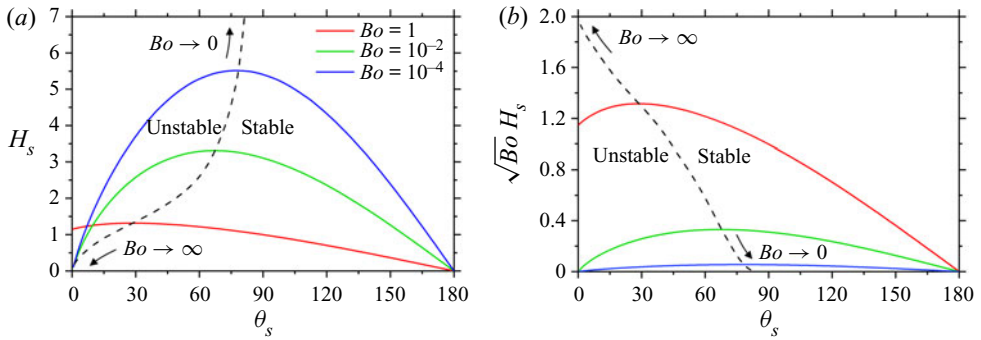 (a)
7
6
5
4
3
2
1
0
H_s
Bo → 0
Bo = 1
Bo = 10⁻²
Bo = 10⁻⁴
Unstable
Stable
Bo → ∞
0 30 60 90 120 150 180
θ_s
(b)
2.0
1.6
1.2
0.8
0.4
0
√Bo H_s
Bo → ∞
Unstable
Stable
Bo → 0
0 30 60 90 120 150 180
θ_s